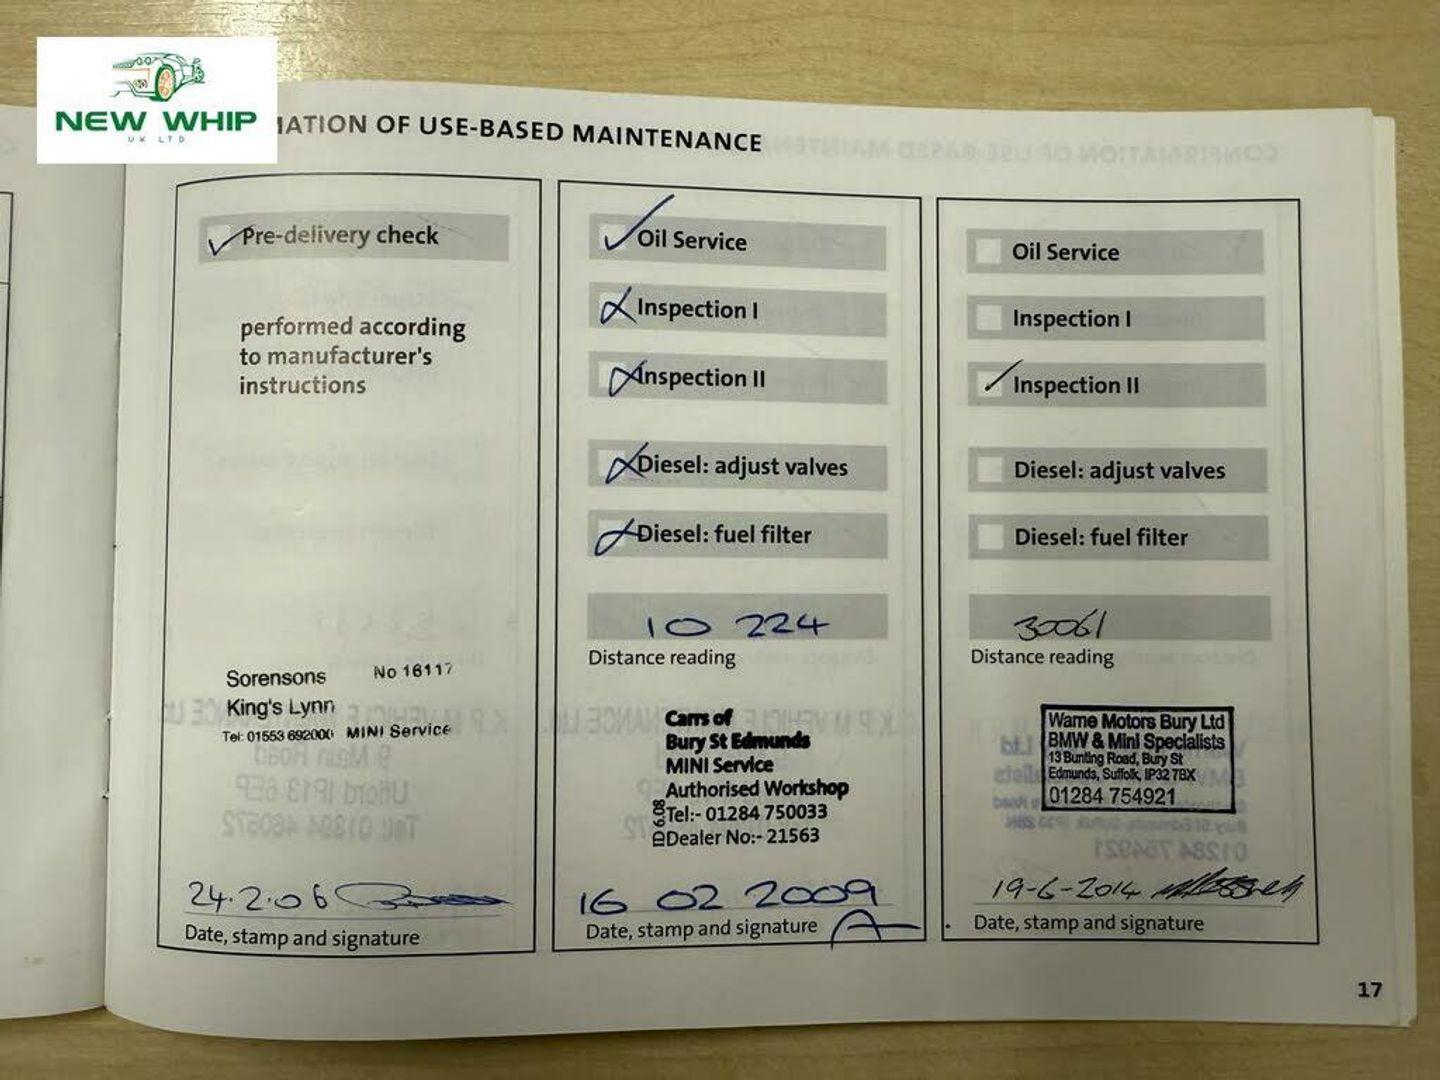 NEW WHIP
UK LTD
MATION OF USE-BASED MAINTENANCE
Pre-delivery check
performed according
to manufacturer's
instructions
Sorensons No 16117
King's Lynn
Tel: 01553 692000 MINI Service
24.2.06
Date, stamp and signature
Oil Service
Inspection I
Inspection II
Diesel: adjust valves
Diesel: fuel filter
10 224
Distance reading
Carrs of
Bury St Edmunds
MINI Service
Authorised Workshop
Tel:- 01284 750033
Dealer No:- 21563
ID 6.08
16 02 2009
Date, stamp and signature
Oil Service
Inspection I
Inspection II
Diesel: adjust valves
Diesel: fuel filter
30061
Distance reading
Warne Motors Bury Ltd
BMW & Mini Specialists
13 Bunting Road, Bury St
Edmunds, Suffolk, IP32 7BX
01284 754921
19-6-2014
Date, stamp and signature
17